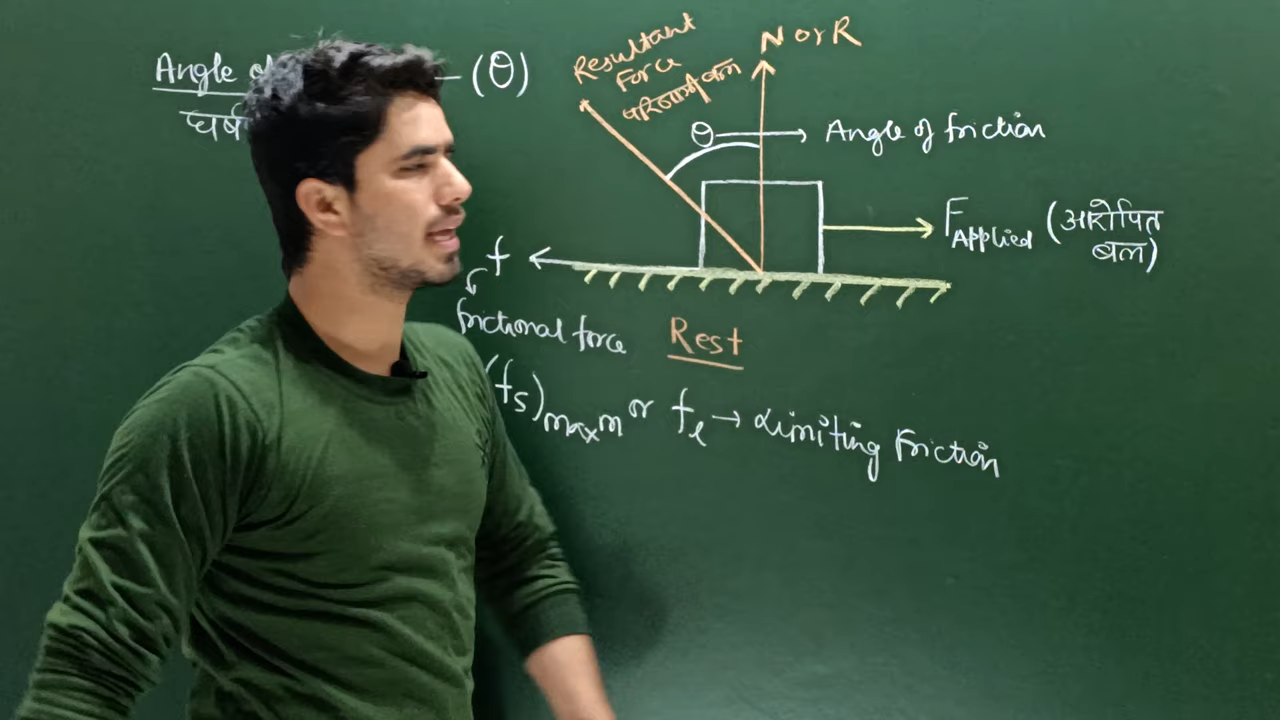 Angle of — (θ)
घर्ष
Resultant
Force
परिणामी बल
N or R
θ → Angle of friction
F Applied (आरोपित
बल)
f
frictional force
Rest
(fs)maxm or fl → Limiting Friction